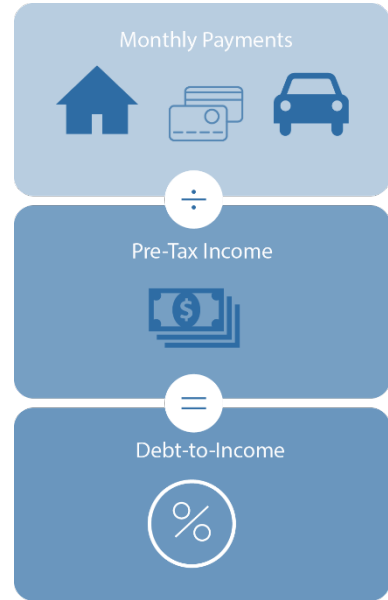 Monthly Payments
÷
Pre-Tax Income
$
=
Debt-to-Income
%